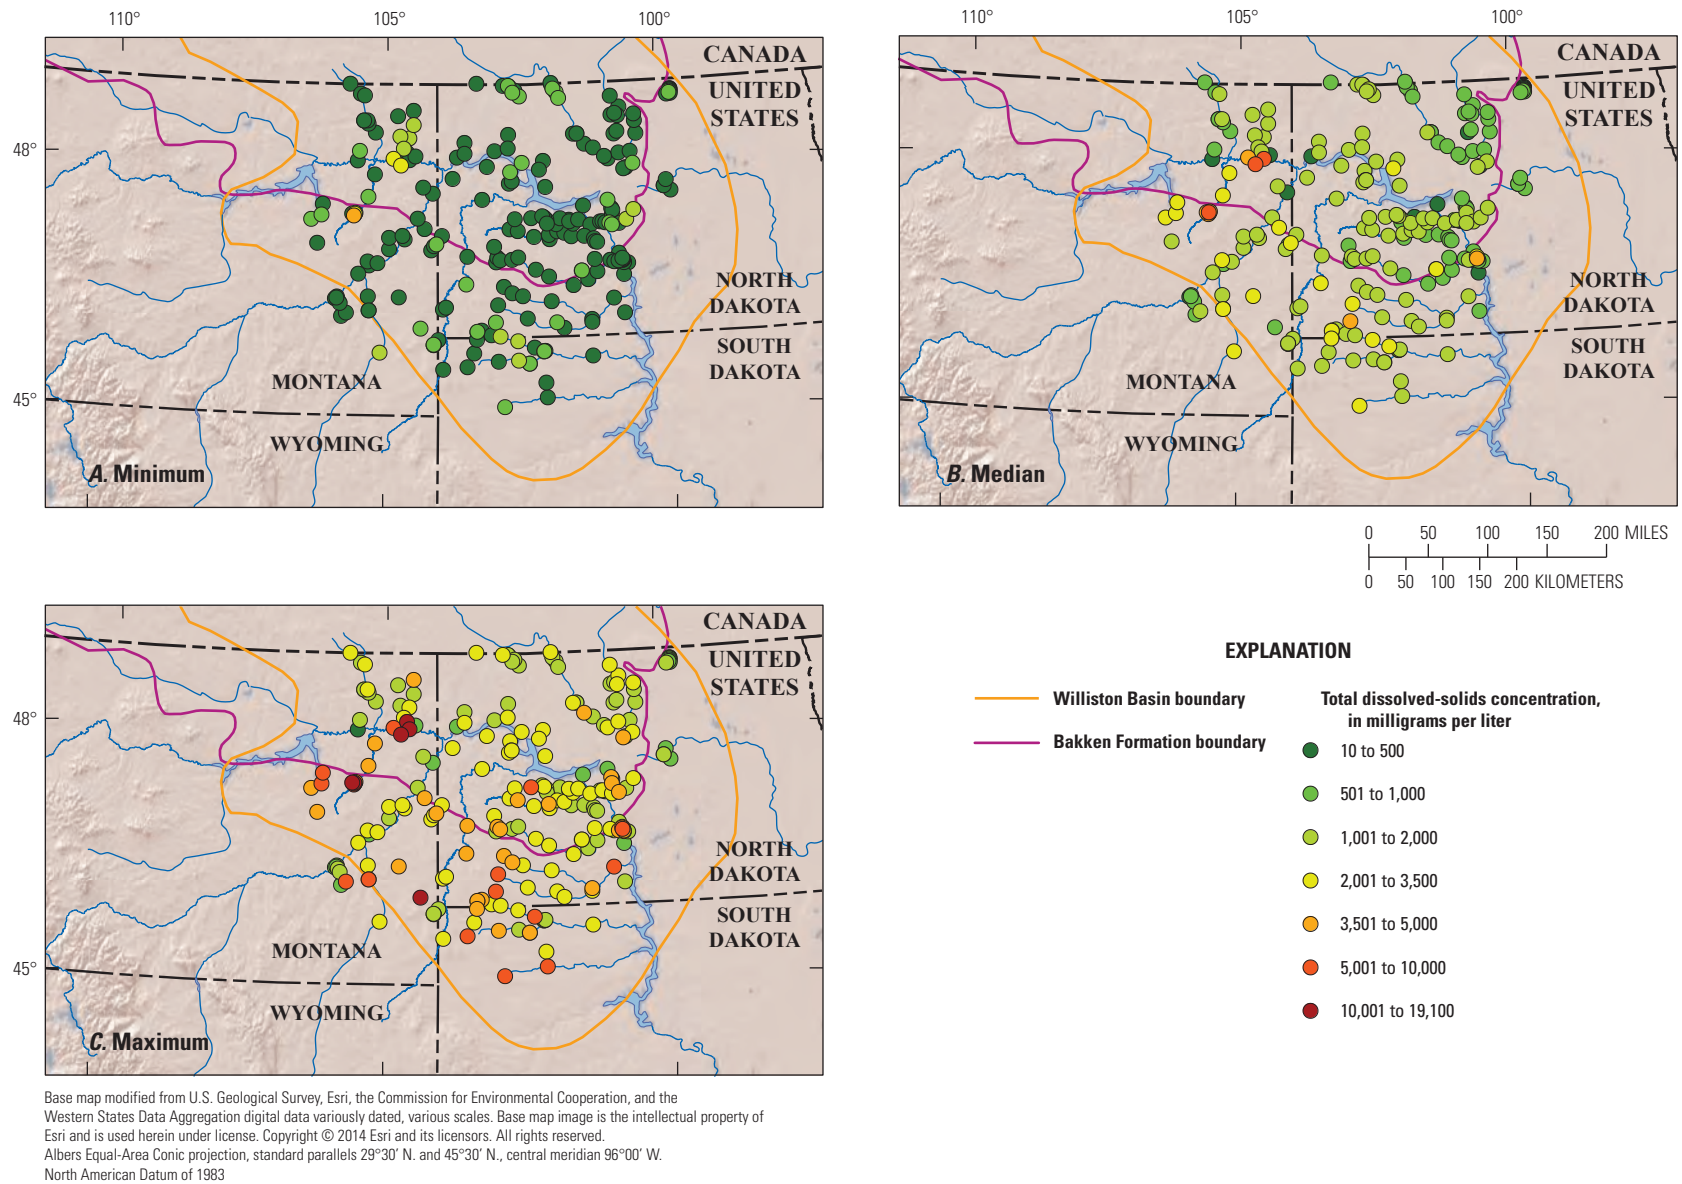 110°
105°
100°
CANADA
UNITED
STATES
48°
NORTH
DAKOTA
SOUTH
DAKOTA
MONTANA
45°
WYOMING
A. Minimum
110°
105°
100°
CANADA
UNITED
STATES
NORTH
DAKOTA
SOUTH
DAKOTA
MONTANA
WYOMING
B. Median
0 50 100 150 200 MILES
0 50 100 150 200 KILOMETERS
CANADA
UNITED
STATES
48°
NORTH
DAKOTA
SOUTH
DAKOTA
MONTANA
45°
WYOMING
C. Maximum
EXPLANATION
Williston Basin boundary
Bakken Formation boundary
Total dissolved-solids concentration,
in milligrams per liter
10 to 500
501 to 1,000
1,001 to 2,000
2,001 to 3,500
3,501 to 5,000
5,001 to 10,000
10,001 to 19,100
Base map modified from U.S. Geological Survey, Esri, the Commission for Environmental Cooperation, and the
Western States Data Aggregation digital data variously dated, various scales. Base map image is the intellectual property of
Esri and is used herein under license. Copyright © 2014 Esri and its licensors. All rights reserved.
Albers Equal-Area Conic projection, standard parallels 29°30′ N. and 45°30′ N., central meridian 96°00′ W.
North American Datum of 1983